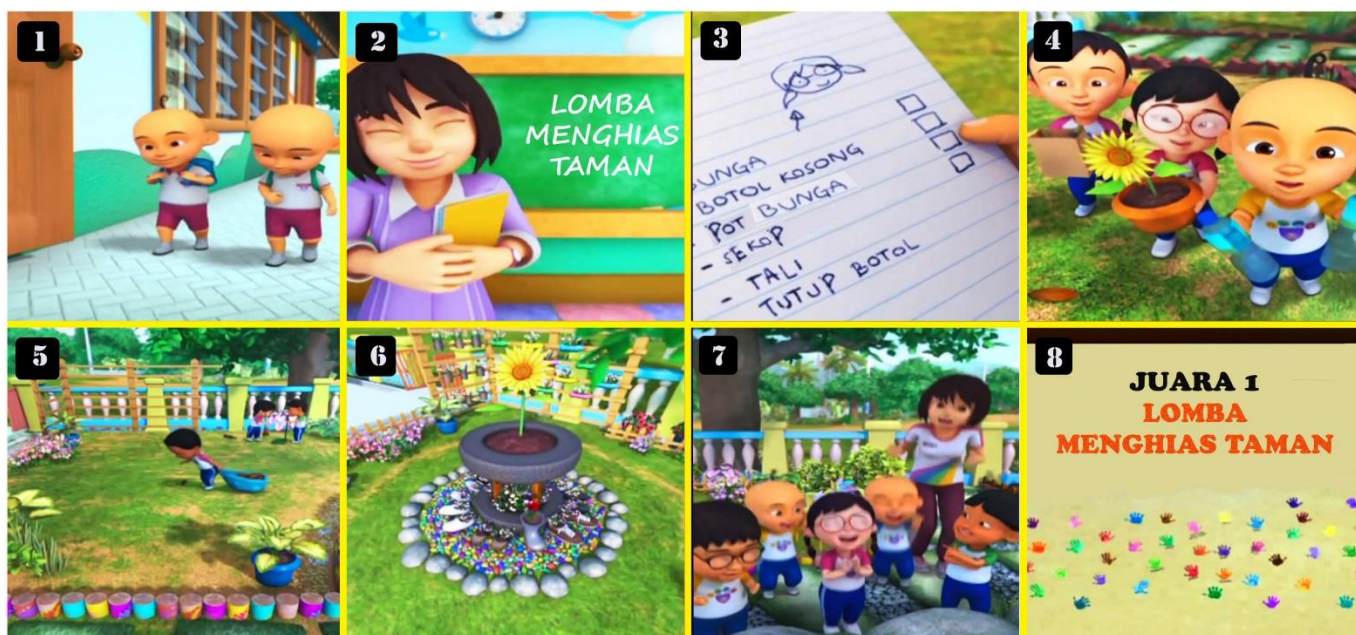 1
2
LOMBA
MENGHIAS
TAMAN
3
BUNGA
BOTOL KOSONG
- POT BUNGA
- SEKOP
- TALI
TUTUP BOTOL
4
5
6
7
8
JUARA 1
LOMBA
MENGHIAS TAMAN